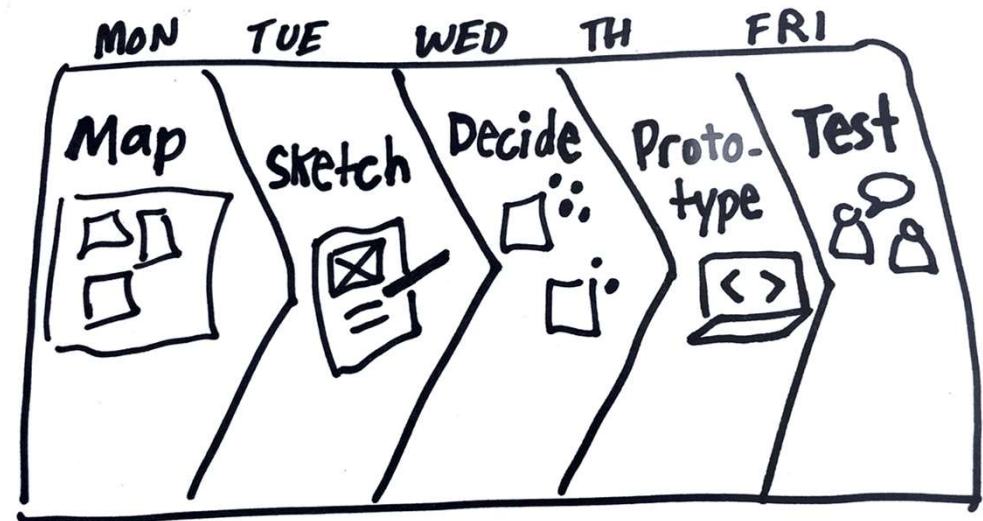 MON TUE WED TH FRI
Map
Sketch
Decide
Proto-
type
Test